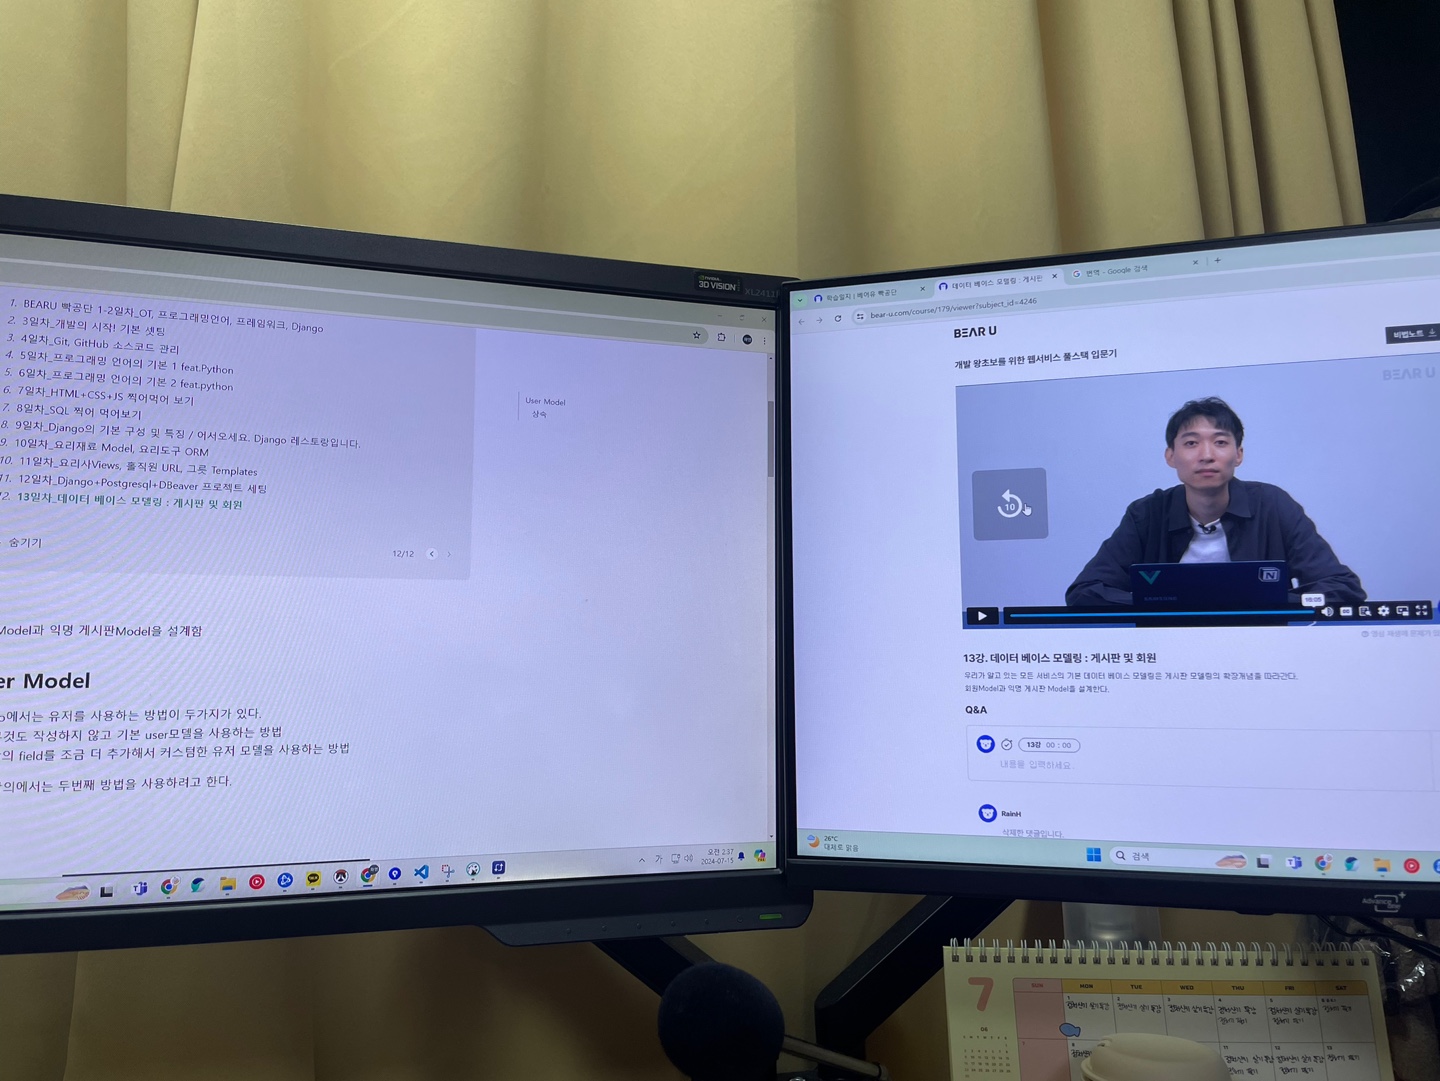 NVIDIA.
3D VISION
XL2411
1. BEARU 빡공단 1-2일차_OT, 프로그래밍언어, 프레임워크, Django
2. 3일차_개발의 시작! 기본 셋팅
3. 4일차_Git, GitHub 소스코드 관리
4. 5일차_프로그래밍 언어의 기본 1 feat.Python
5. 6일차_프로그래밍 언어의 기본 2 feat.python
6. 7일차_HTML+CSS+JS 찍어먹어 보기
7. 8일차_SQL 찍어 먹어보기
8. 9일차_Django의 기본 구성 및 특징 / 어서오세요. Django 레스토랑입니다.
9. 10일차_요리재료 Model, 요리도구 ORM
10. 11일차_요리사Views, 홀직원 URL, 그릇 Templates
11. 12일차_Django+Postgresql+DBeaver 프로젝트 세팅
12. 13일차_데이터 베이스 모델링 : 게시판 및 회원
숨기기
12/12
User Model
상속
Model과 익명 게시판Model을 설계함
er Model
에서는 유저를 사용하는 방법이 두가지가 있다.
것도 작성하지 않고 기본 user모델을 사용하는 방법
의 field를 조금 더 추가해서 커스텀한 유저 모델을 사용하는 방법
의에서는 두번째 방법을 사용하려고 한다.
가
오전 2:37
2024-07-15
학습일지 | 베어유 빡공단
데이터 베이스 모델링 : 게시판
번역 - Google 검색
bear-u.com/course/179/viewer?subject_id=4246
BEAR U
비법노트
개발 왕초보를 위한 웹서비스 풀스택 입문기
BEAR U
10
13강. 데이터 베이스 모델링 : 게시판 및 회원
우리가 알고 있는 모든 서비스의 기본 데이터 베이스 모델링은 게시판 모델링의 확장개념을 따라간다.
회원Model과 익명 게시판 Model를 설계한다.
Q&A
13강 00 : 00
내용을 입력하세요.
RainH
삭제한 댓글입니다.
26°C
대체로 맑음
검색
7
SUN MON TUE WED THU FRI SAT
06